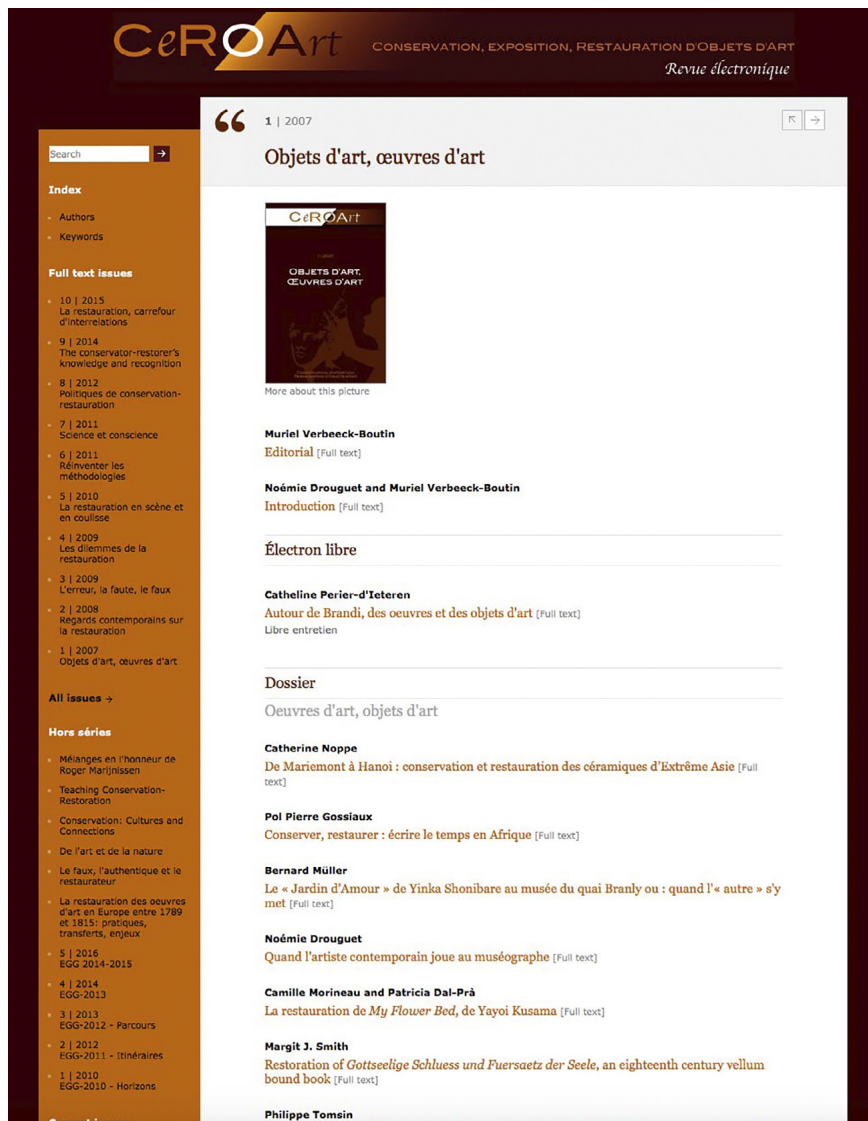 CeROArt
CONSERVATION, EXPOSITION, RESTAURATION D'OBJETS D'ART
Revue électronique
Search
Index
Authors
Keywords
Full text issues
10 | 2015
La restauration, carrefour
d'interrelations
9 | 2014
The conservator-restorer's
knowledge and recognition
8 | 2012
Politiques de conservation-
restauration
7 | 2011
Science et conscience
6 | 2011
Réinventer les
méthodologies
5 | 2010
La restauration en scène et
en coulisse
4 | 2009
Les dilemmes de la
restauration
3 | 2009
L'erreur, la faute, le faux
2 | 2008
Regards contemporains sur
la restauration
1 | 2007
Objets d'art, œuvres d'art
All issues →
Hors séries
Mélanges en l'honneur de
Roger Marijnissen
Teaching Conservation-
Restoration
Conservation: Cultures and
Connections
De l'art et de la nature
Le faux, l'authentique et le
restaurateur
La restauration des oeuvres
d'art en Europe entre 1789
et 1815: pratiques,
transferts, enjeux
5 | 2016
EGG 2014-2015
4 | 2014
EGG-2013
3 | 2013
EGG-2012 - Parcours
2 | 2012
EGG-2011 - Itinéraires
1 | 2010
EGG-2010 - Horizons
1 | 2007
Objets d'art, œuvres d'art
CeROArt
OBJETS D'ART,
ŒUVRES D'ART
More about this picture
Muriel Verbeeck-Boutin
Editorial [Full text]
Noémie Drouguet and Muriel Verbeeck-Boutin
Introduction [Full text]
Électron libre
Catheline Perier-d'Ieteren
Autour de Brandi, des oeuvres et des objets d'art [Full text]
Libre entretien
Dossier
Oeuvres d'art, objets d'art
Catherine Noppe
De Mariemont à Hanoi : conservation et restauration des céramiques d'Extrême Asie [Full
text]
Pol Pierre Gossiaux
Conserver, restaurer : écrire le temps en Afrique [Full text]
Bernard Müller
Le « Jardin d'Amour » de Yinka Shonibare au musée du quai Branly ou : quand l'« autre » s'y
met [Full text]
Noémie Drouguet
Quand l'artiste contemporain joue au muséographe [Full text]
Camille Morineau and Patricia Dal-Prà
La restauration de My Flower Bed, de Yayoi Kusama [Full text]
Margit J. Smith
Restoration of Gottseelige Schluess und Fuersaetz der Seele, an eighteenth century vellum
bound book [Full text]
Philippe Tomsin